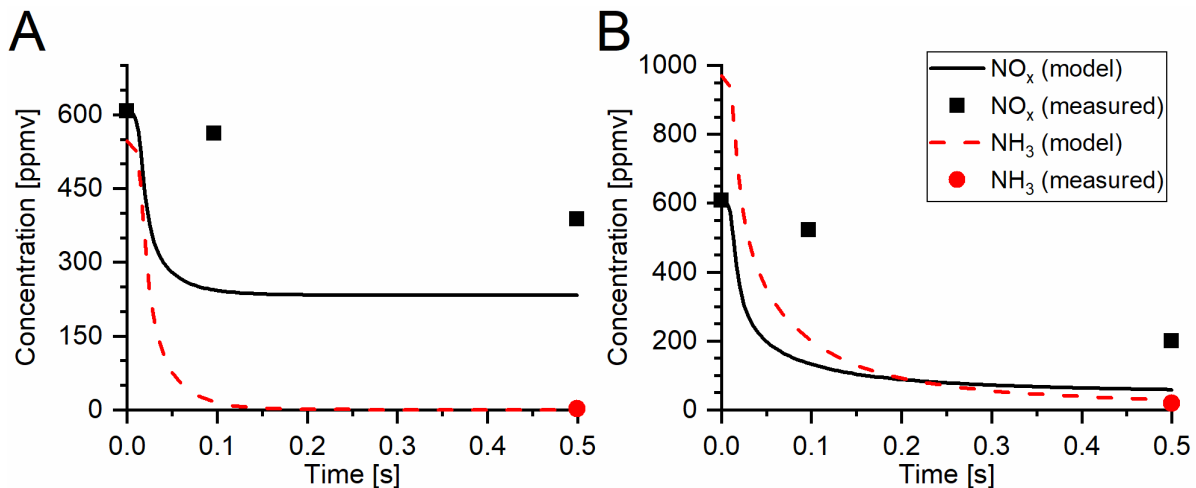 A
Concentration [ppmv]
600
450
300
150
0
0.0 0.1 0.2 0.3 0.4 0.5
Time [s]
B
Concentration [ppmv]
1000
800
600
400
200
0
0.0 0.1 0.2 0.3 0.4 0.5
Time [s]
NOₓ (model)
NOₓ (measured)
NH₃ (model)
NH₃ (measured)